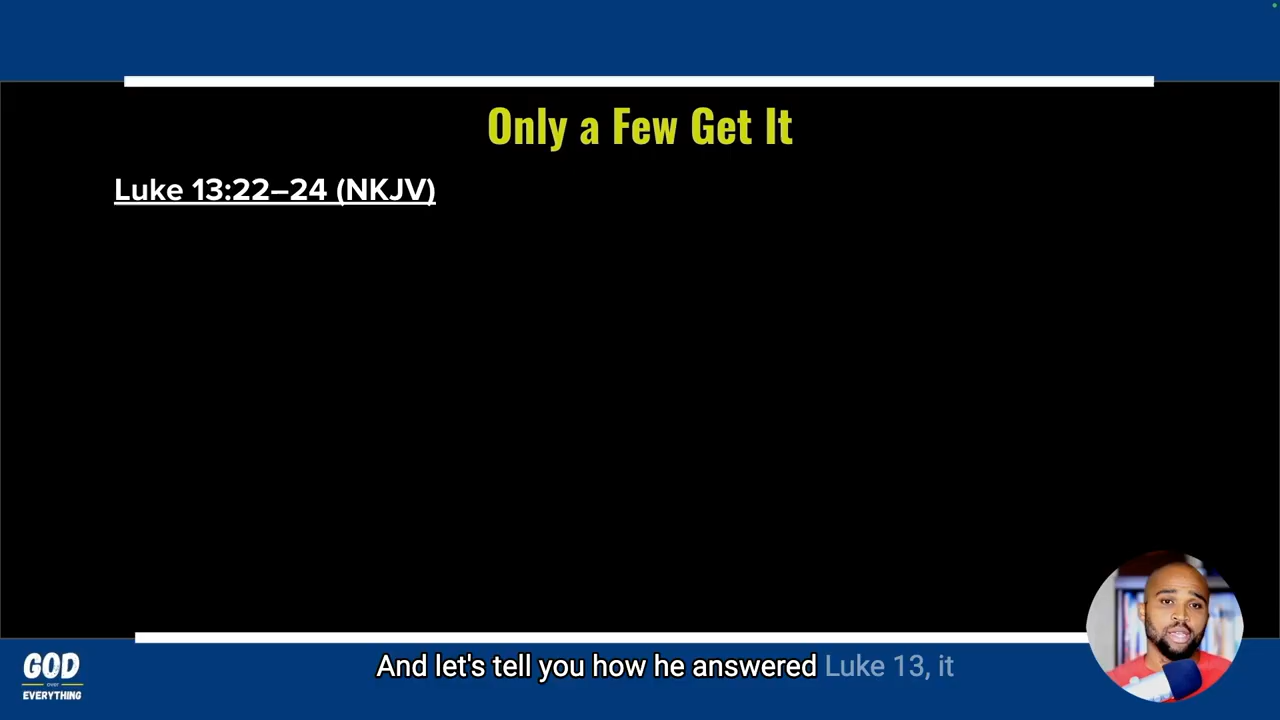 Only a Few Get It
Luke 13:22–24 (NKJV)
And let's tell you how he answered Luke 13, it
GOD
OVER
EVERYTHING